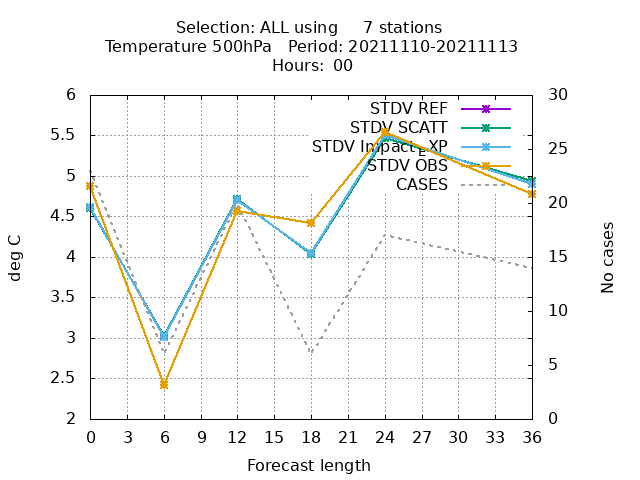 Selection: ALL using 7 stations
Temperature 500hPa Period: 20211110-20211113
Hours: 00
6 30
STDV REF
STDV SCATT
5.5
STDV Impact_EXP
25
STDV OBS
5
CASES
20
4.5
4 15
3.5
10
3
5
2.5
2 0
deg C
No cases
0 3 6 9 12 15 18 21 24 27 30 33 36
Forecast length